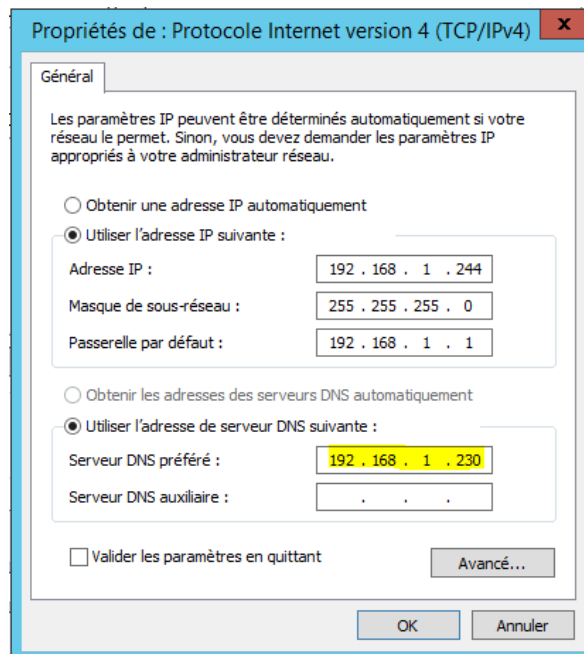 Propriétés de : Protocole Internet version 4 (TCP/IPv4)
x
Général
Les paramètres IP peuvent être déterminés automatiquement si votre
réseau le permet. Sinon, vous devez demander les paramètres IP
appropriés à votre administrateur réseau.
Obtenir une adresse IP automatiquement
Utiliser l'adresse IP suivante :
Adresse IP : 192 . 168 . 1 . 244
Masque de sous-réseau : 255 . 255 . 255 . 0
Passerelle par défaut : 192 . 168 . 1 . 1
Obtenir les adresses des serveurs DNS automatiquement
Utiliser l'adresse de serveur DNS suivante :
Serveur DNS préféré : 192 . 168 . 1 . 230
Serveur DNS auxiliaire : . . .
Valider les paramètres en quittant
Avancé...
OK
Annuler